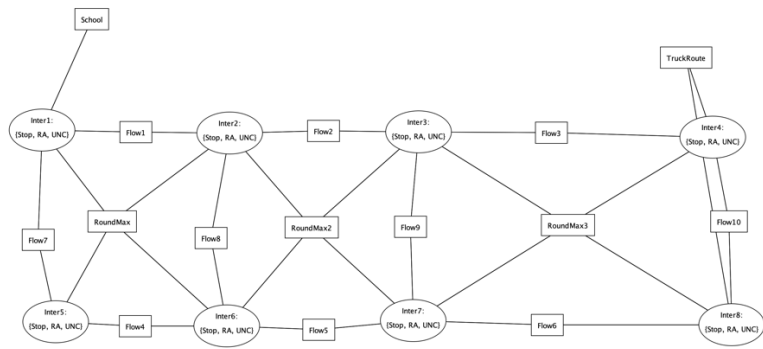 School
TruckRoute
Inter1:
{Stop, RA, UNC}
Flow1
Inter2:
{Stop, RA, UNC}
Flow2
Inter3:
{Stop, RA, UNC}
Flow3
Inter4:
{Stop, RA, UNC}
RoundMax
RoundMax2
RoundMax3
Flow7
Flow8
Flow9
Flow10
Inter5:
{Stop, RA, UNC}
Flow4
Inter6:
{Stop, RA, UNC}
Flow5
Inter7:
{Stop, RA, UNC}
Flow6
Inter8:
{Stop, RA, UNC}